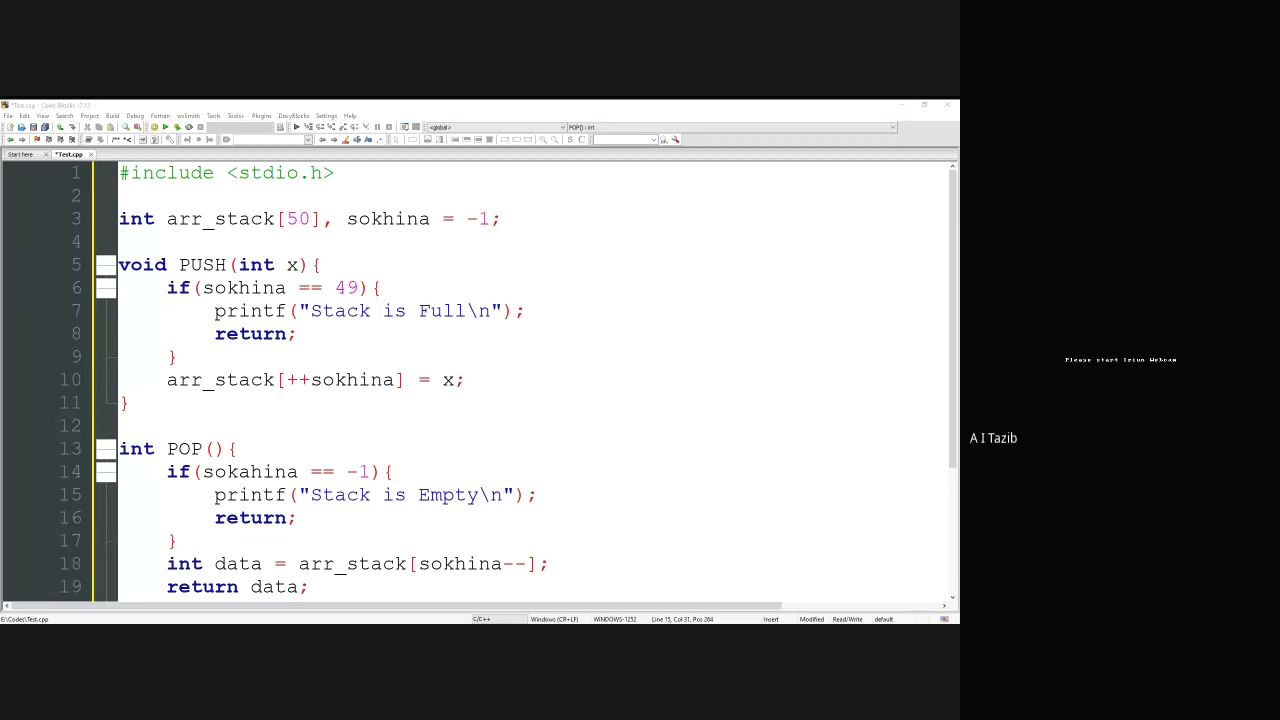 *Test.cpp - Code::Blocks 17.12
File Edit View Search Project Build Debug Fortran wxSmith Tools Tools+ Plugins DoxyBlocks Settings Help
<global> POP() : int
Start here *Test.cpp
1 #include <stdio.h>
2
3 int arr_stack[50], sokhina = -1;
4
5 void PUSH(int x){
6 if(sokhina == 49){
7 printf("Stack is Full\n");
8 return;
9 }
10 arr_stack[++sokhina] = x;
11 }
12
13 int POP(){
14 if(sokahina == -1){
15 printf("Stack is Empty\n");
16 return;
17 }
18 int data = arr_stack[sokhina--];
19 return data;
E:\Codes\Test.cpp C/C++ Windows (CR+LF) WINDOWS-1252 Line 15, Col 31, Pos 264 Insert Modified Read/Write default
Please start Iriun Webcam
A I Tazib